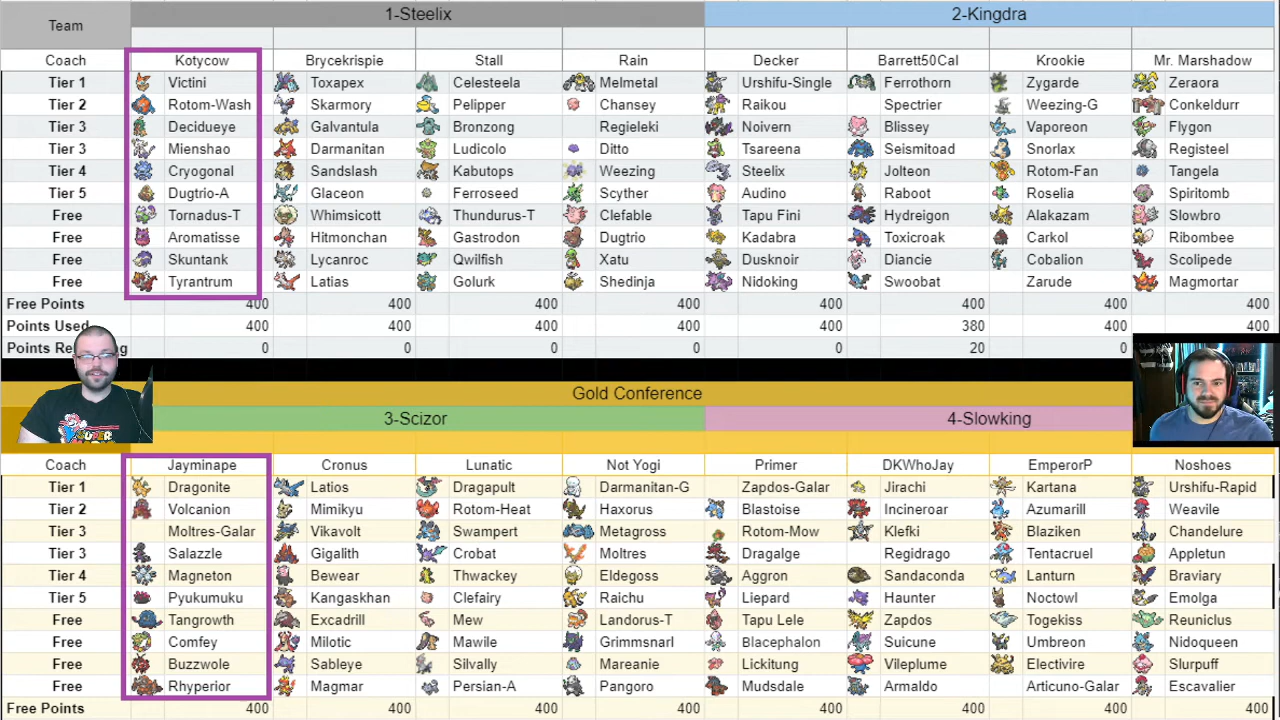 Team 1-Steelix 2-Kingdra
Coach Kotycow Brycekrispie Stall Rain Decker Barrett50Cal Krookie Mr. Marshadow
Tier 1 Victini Toxapex Celesteela Melmetal Urshifu-Single Ferrothorn Zygarde Zeraora
Tier 2 Rotom-Wash Skarmory Pelipper Chansey Raikou Spectrier Weezing-G Conkeldurr
Tier 3 Decidueye Galvantula Bronzong Regieleki Noivern Blissey Vaporeon Flygon
Tier 3 Mienshao Darmanitan Ludicolo Ditto Tsareena Seismitoad Snorlax Registeel
Tier 4 Cryogonal Sandslash Kabutops Weezing Steelix Jolteon Rotom-Fan Tangela
Tier 5 Dugtrio-A Glaceon Ferroseed Scyther Audino Raboot Roselia Spiritomb
Free Tornadus-T Whimsicott Thundurus-T Clefable Tapu Fini Hydreigon Alakazam Slowbro
Free Aromatisse Hitmonchan Gastrodon Dugtrio Kadabra Toxicroak Carkol Ribombee
Free Skuntank Lycanroc Qwilfish Xatu Dusknoir Diancie Cobalion Scolipede
Free Tyrantrum Latias Golurk Shedinja Nidoking Swoobat Zarude Magmortar
Free Points 400 400 400 400 400 400 400 400
Points Used 400 400 400 400 400 380 400 400
Points Re ng 0 0 0 0 0 20 0
Gold Conference
3-Scizor 4-Slowking
Coach Jayminape Cronus Lunatic Not Yogi Primer DKWhoJay EmperorP Noshoes
Tier 1 Dragonite Latios Dragapult Darmanitan-G Zapdos-Galar Jirachi Kartana Urshifu-Rapid
Tier 2 Volcanion Mimikyu Rotom-Heat Haxorus Blastoise Incineroar Azumarill Weavile
Tier 3 Moltres-Galar Vikavolt Swampert Metagross Rotom-Mow Klefki Blaziken Chandelure
Tier 3 Salazzle Gigalith Crobat Moltres Dragalge Regidrago Tentacruel Appletun
Tier 4 Magneton Bewear Thwackey Eldegoss Aggron Sandaconda Lanturn Braviary
Tier 5 Pyukumuku Kangaskhan Clefairy Raichu Liepard Haunter Noctowl Emolga
Free Tangrowth Excadrill Mew Landorus-T Tapu Lele Zapdos Togekiss Reuniclus
Free Comfey Milotic Mawile Grimmsnarl Blacephalon Suicune Umbreon Nidoqueen
Free Buzzwole Sableye Silvally Mareanie Lickitung Vileplume Electivire Slurpuff
Free Rhyperior Magmar Persian-A Pangoro Mudsdale Armaldo Articuno-Galar Escavalier
Free Points 400 400 400 400 400 400 400 400